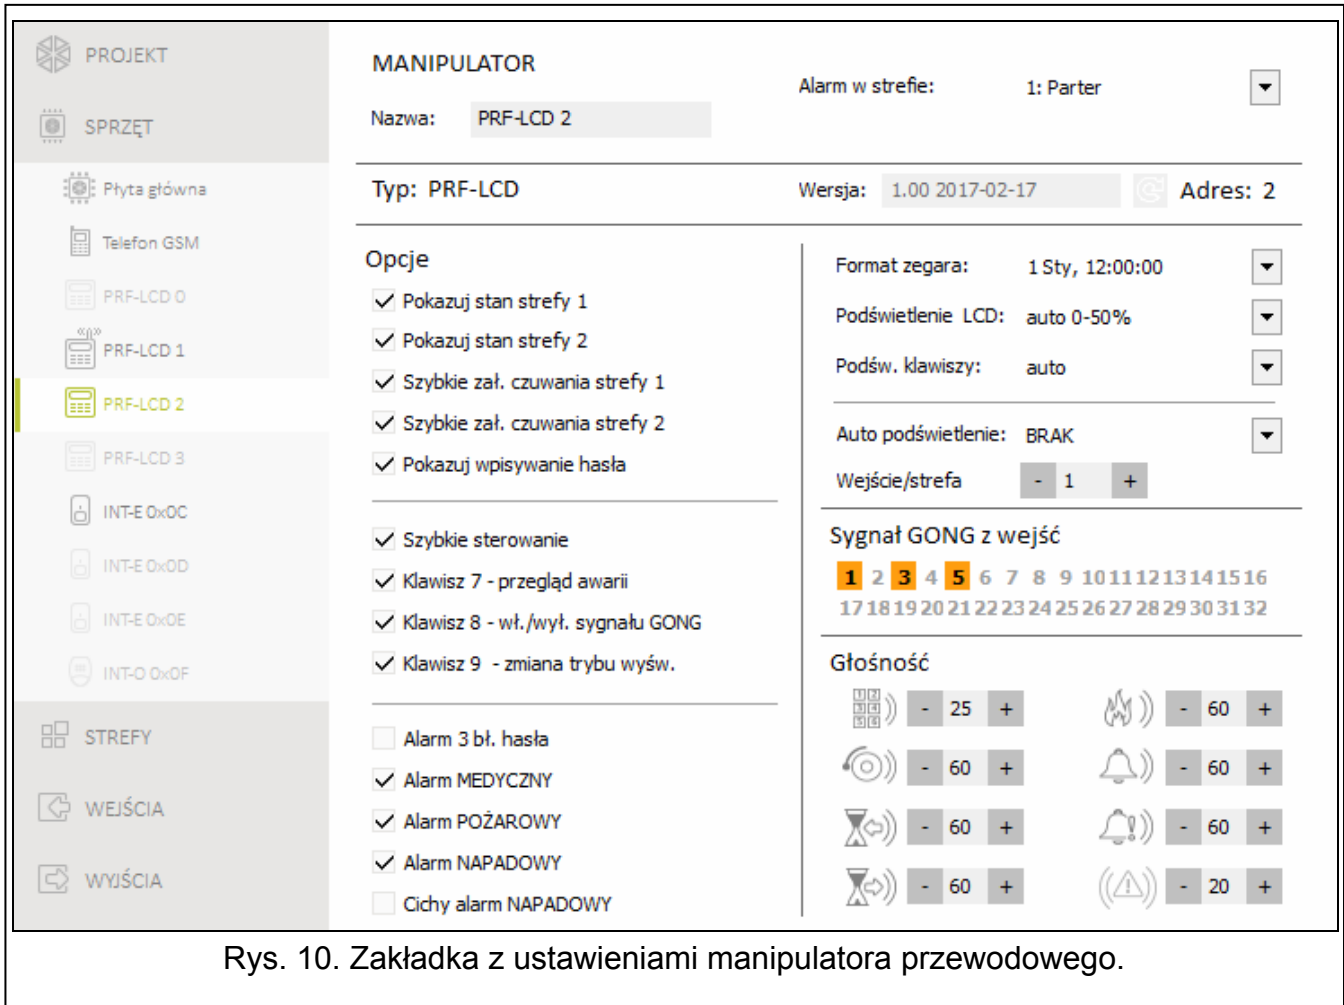 PROJEKT
SPRZĘT
Płyta główna
Telefon GSM
PRF-LCD 0
PRF-LCD 1
PRF-LCD 2
PRF-LCD 3
INT-E 0x0C
INT-E 0x0D
INT-E 0x0E
INT-O 0x0F
STREFY
WEJŚCIA
WYJŚCIA
MANIPULATOR
Nazwa: PRF-LCD 2
Alarm w strefie: 1: Parter
Typ: PRF-LCD
Wersja: 1.00 2017-02-17
Adres: 2
Opcje
Pokazuj stan strefy 1
Pokazuj stan strefy 2
Szybkie zał. czuwania strefy 1
Szybkie zał. czuwania strefy 2
Pokazuj wpisywanie hasła
Szybkie sterowanie
Klawisz 7 - przegląd awarii
Klawisz 8 - wł./wył. sygnału GONG
Klawisz 9 - zmiana trybu wyśw.
Alarm 3 bł. hasła
Alarm MEDYCZNY
Alarm POŻAROWY
Alarm NAPADOWY
Cichy alarm NAPADOWY
Format zegara: 1 Sty, 12:00:00
Podświetlenie LCD: auto 0-50%
Podśw. klawiszy: auto
Auto podświetlenie: BRAK
Wejście/strefa - 1 +
Sygnał GONG z wejść
1 2 3 4 5 6 7 8 9 10 11 12 13 14 15 16
17 18 19 20 21 22 23 24 25 26 27 28 29 30 31 32
Głośność
1 2 3 4 5 6 - 25 + - 60 +
- 60 + - 60 +
- 60 + - 60 +
- 60 + - 20 +
Rys. 10. Zakładka z ustawieniami manipulatora przewodowego.